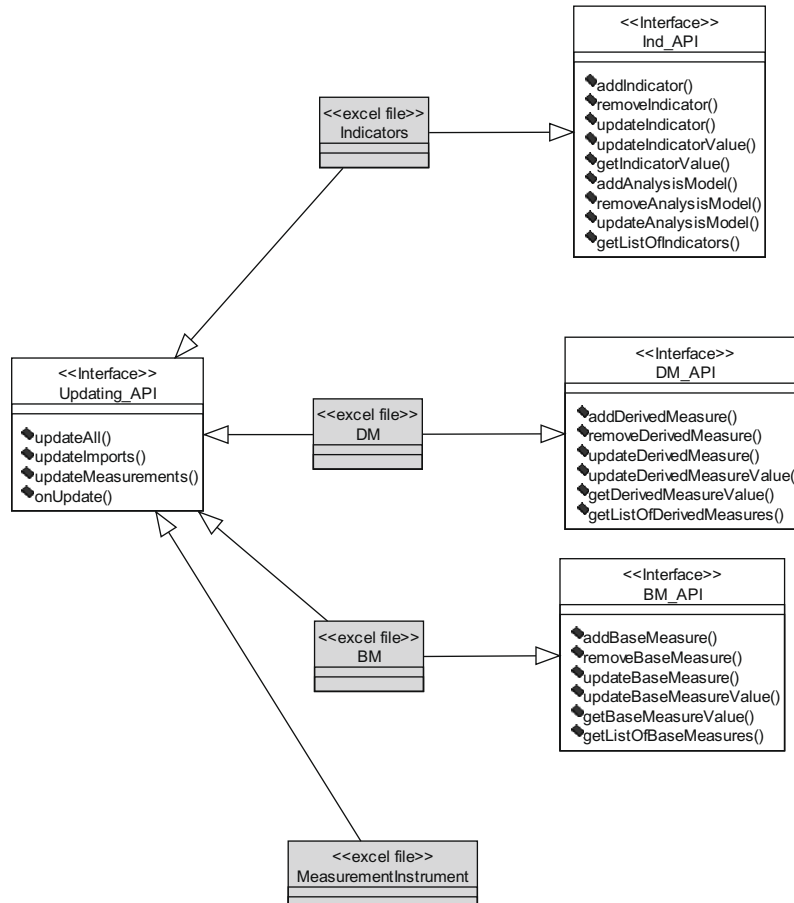 <<Interface>>
Ind_API
addIndicator()
removeIndicator()
updateIndicator()
updateIndicatorValue()
getIndicatorValue()
addAnalysisModel()
removeAnalysisModel()
updateAnalysisModel()
getListOfIndicators()
<<excel file>>
Indicators
<<Interface>>
Updating_API
updateAll()
updateImports()
updateMeasurements()
onUpdate()
<<excel file>>
DM
<<Interface>>
DM_API
addDerivedMeasure()
removeDerivedMeasure()
updateDerivedMeasure()
updateDerivedMeasureValue()
getDerivedMeasureValue()
getListOfDerivedMeasures()
<<excel file>>
BM
<<Interface>>
BM_API
addBaseMeasure()
removeBaseMeasure()
updateBaseMeasure()
updateBaseMeasureValue()
getBaseMeasureValue()
getListOfBaseMeasures()
<<excel file>>
MeasurementInstrument